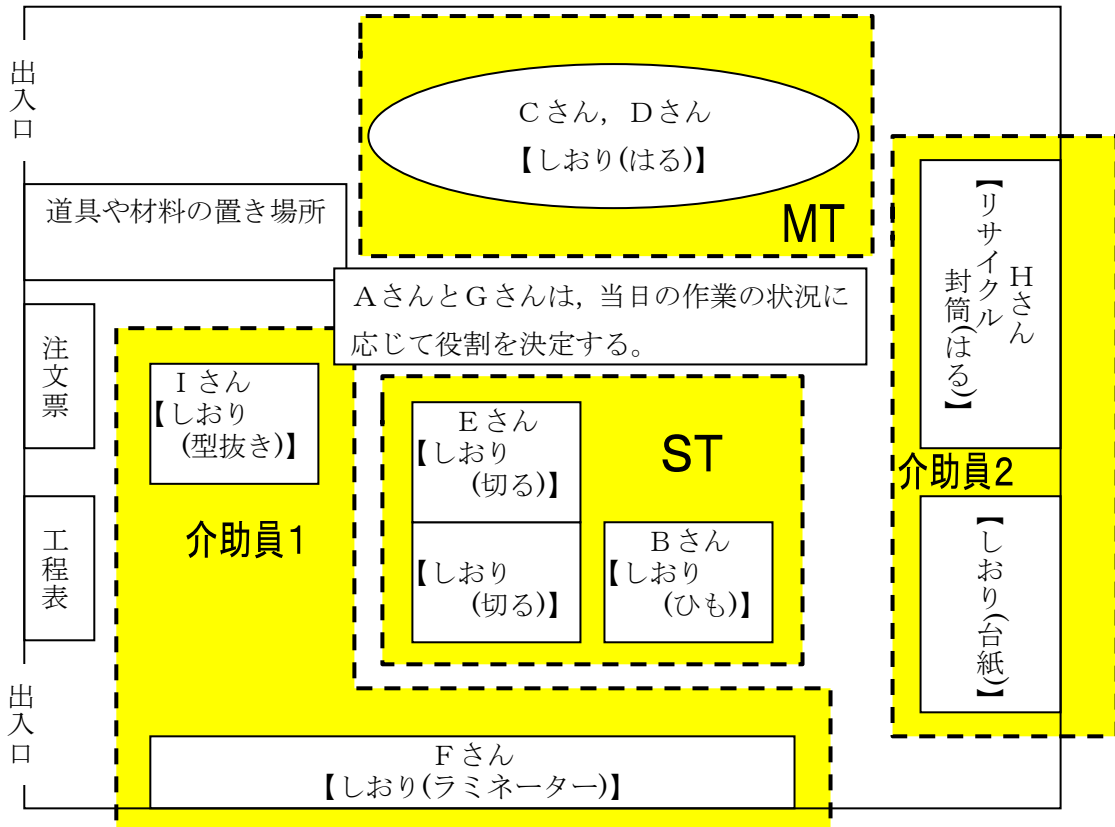 出入口
Cさん，Dさん
【しおり(はる)】
MT
道具や材料の置き場所
AさんとGさんは，当日の作業の状況に
応じて役割を決定する。
Hさん
【リサイクル
封筒(はる)】
注文票
Iさん
【しおり
(型抜き)】
Eさん
【しおり
(切る)】
ST
介助員2
介助員1
工程表
【しおり
(切る)】
Bさん
【しおり
(ひも)】
【しおり(台紙)】
出入口
Fさん
【しおり(ラミネーター)】